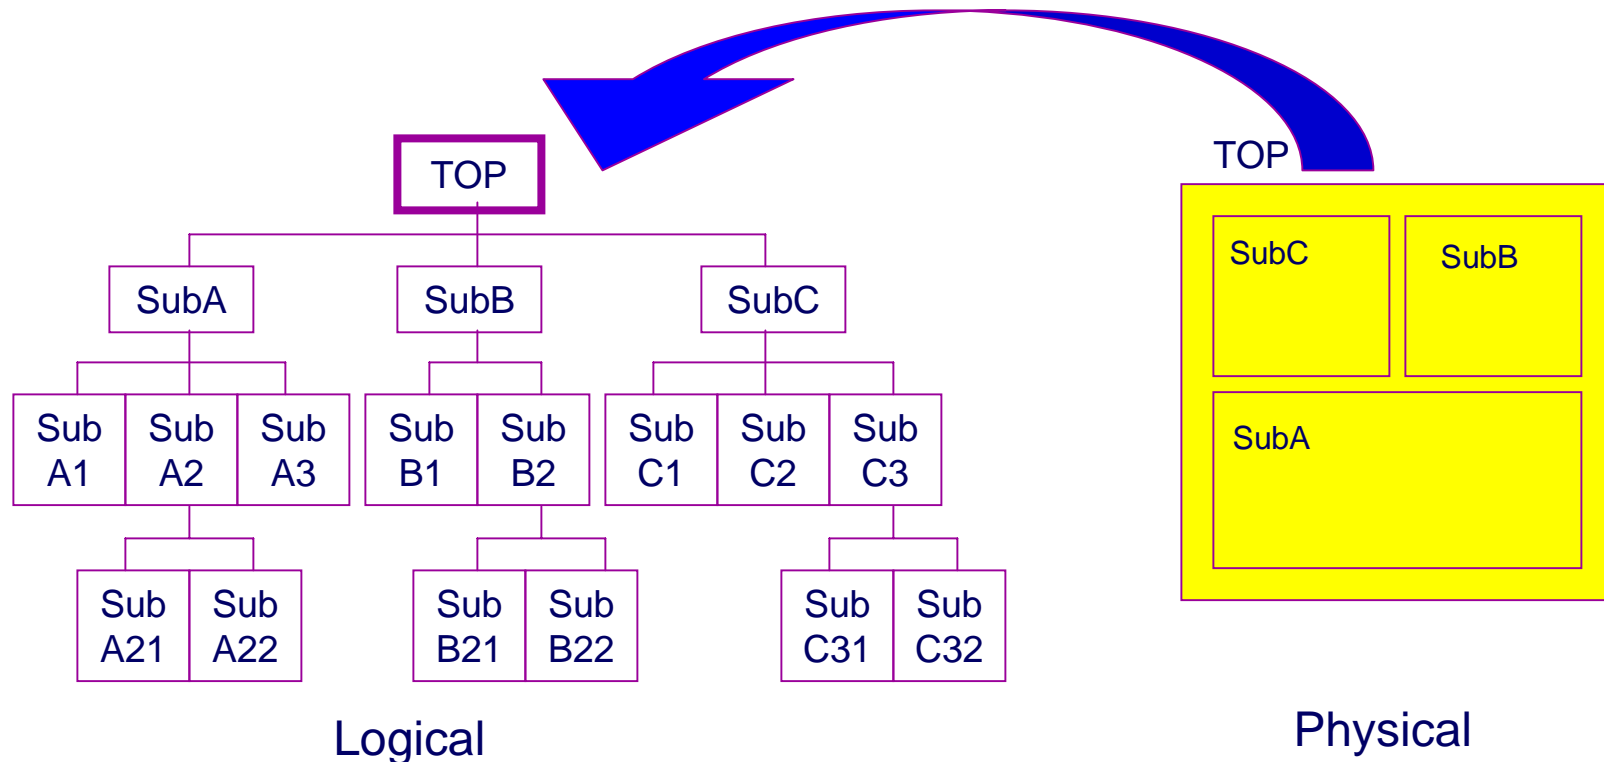 TOP
SubA
SubB
SubC
Sub
A1
Sub
A2
Sub
A3
Sub
B1
Sub
B2
Sub
C1
Sub
C2
Sub
C3
Sub
A21
Sub
A22
Sub
B21
Sub
B22
Sub
C31
Sub
C32
Logical
TOP
SubC
SubB
SubA
Physical